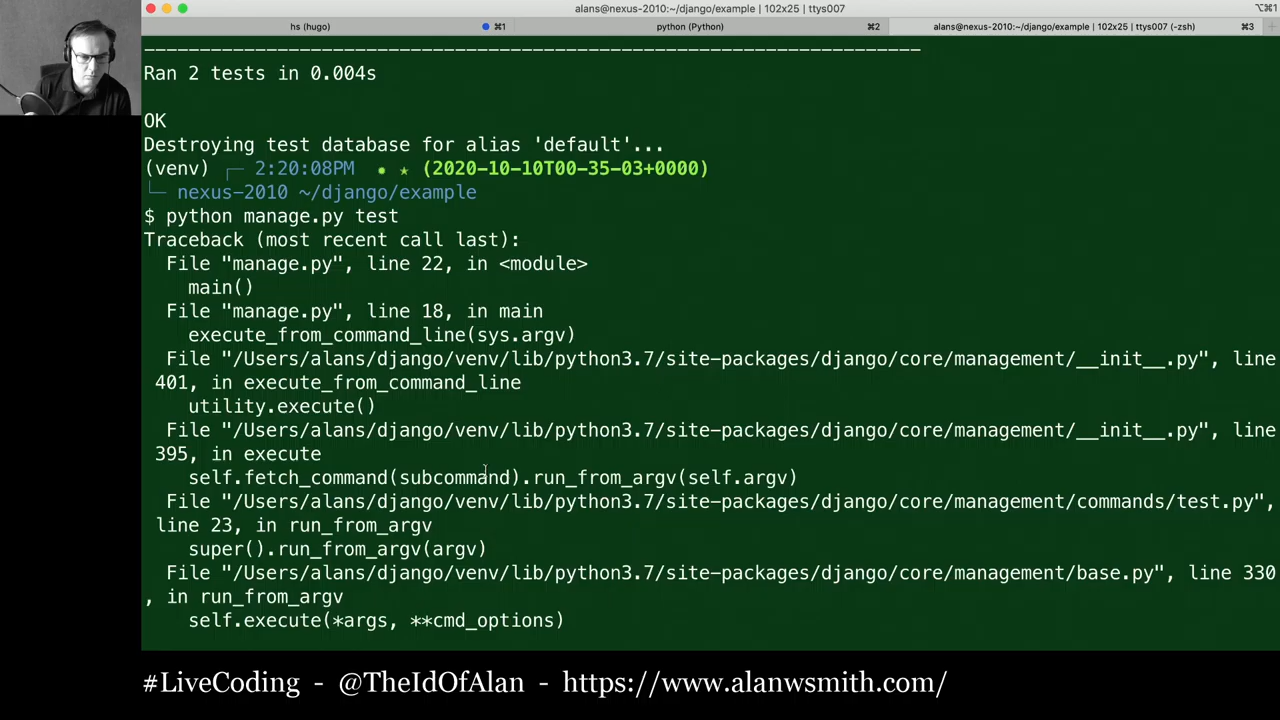 alans@nexus-2010:~/django/example | 102x25 | ttys007
⌥⌘1
hs (hugo)
⌘1
python (Python)
⌘2
alans@nexus-2010:~/django/example | 102x25 | ttys007 (-zsh)
⌘3
----------------------------------------------------------------------
Ran 2 tests in 0.004s
OK
Destroying test database for alias 'default'...
(venv) ┌─ 2:20:08PM ● ★ (2020-10-10T00-35-03+0000)
└─ nexus-2010 ~/django/example
$ python manage.py test
Traceback (most recent call last):
File "manage.py", line 22, in <module>
main()
File "manage.py", line 18, in main
execute_from_command_line(sys.argv)
File "/Users/alans/django/venv/lib/python3.7/site-packages/django/core/management/__init__.py", line
401, in execute_from_command_line
utility.execute()
File "/Users/alans/django/venv/lib/python3.7/site-packages/django/core/management/__init__.py", line
395, in execute
self.fetch_command(subcommand).run_from_argv(self.argv)
File "/Users/alans/django/venv/lib/python3.7/site-packages/django/core/management/commands/test.py",
line 23, in run_from_argv
super().run_from_argv(argv)
File "/Users/alans/django/venv/lib/python3.7/site-packages/django/core/management/base.py", line 330
, in run_from_argv
self.execute(*args, **cmd_options)
#LiveCoding - @TheIdOfAlan - https://www.alanwsmith.com/